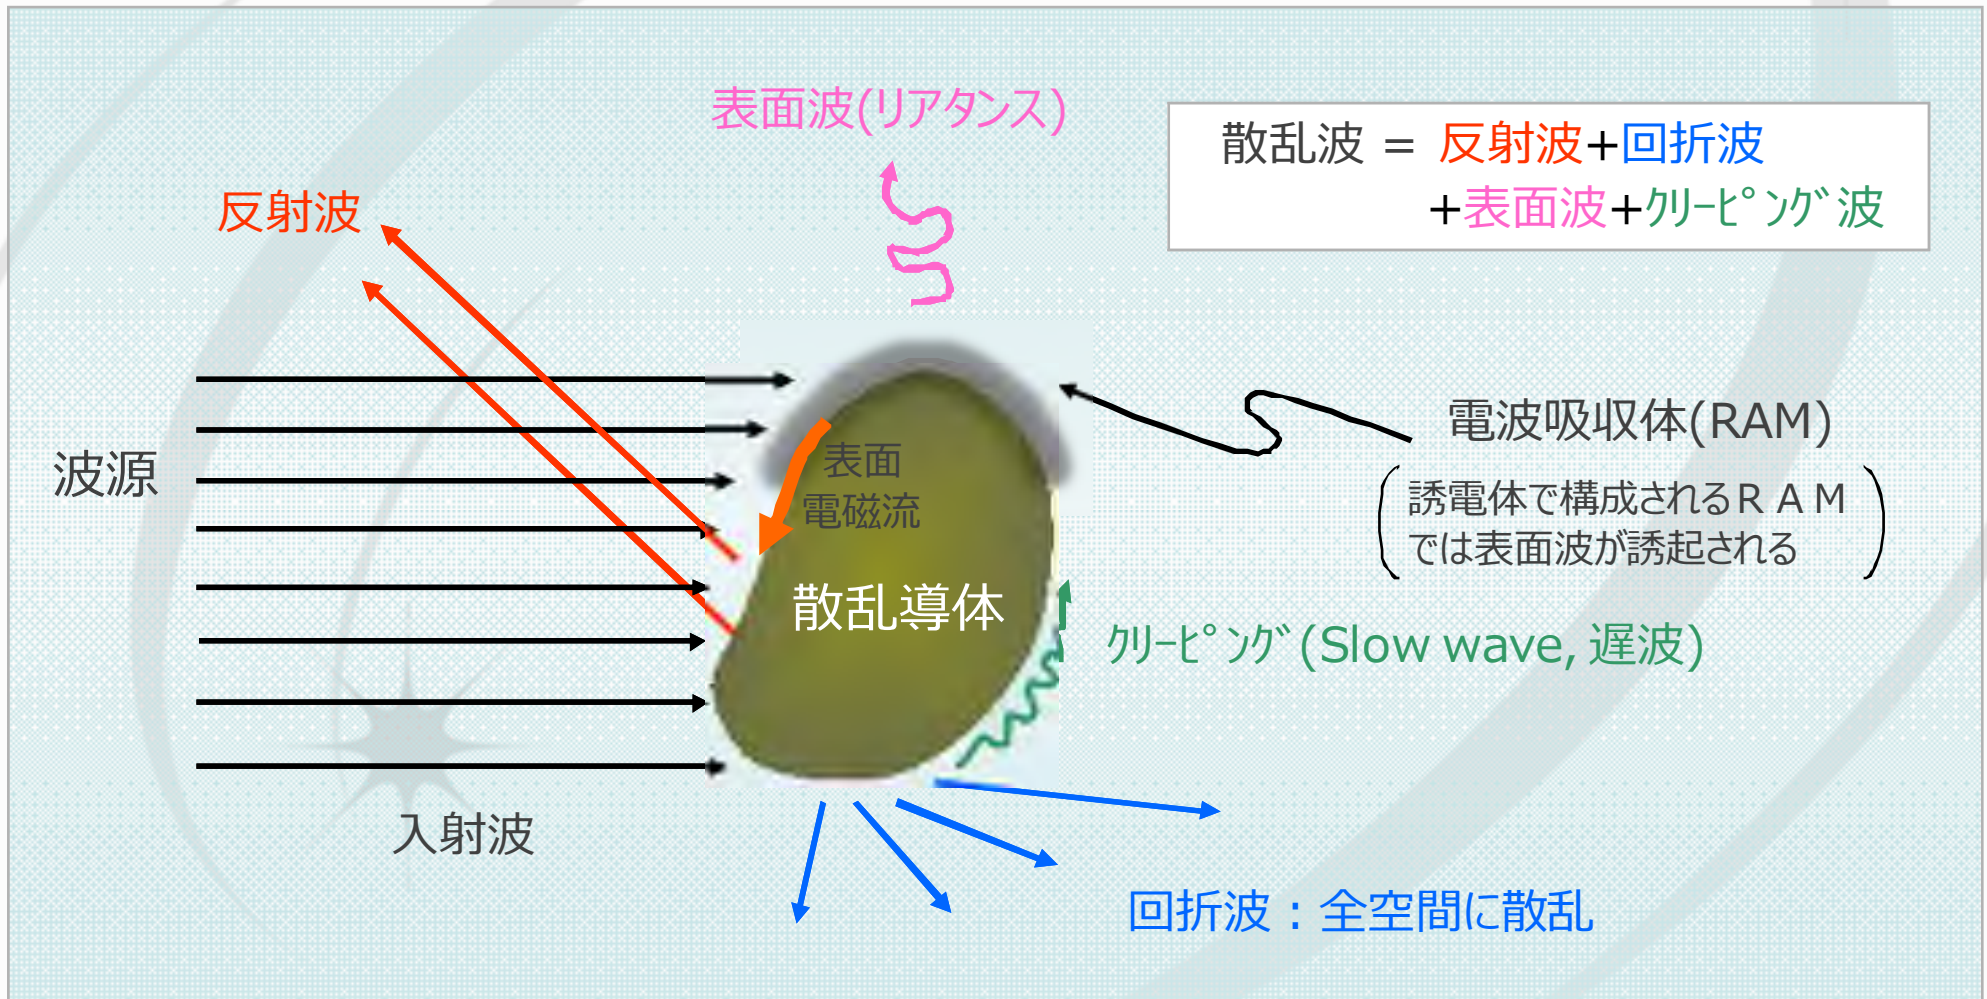 表面波(リアタンス)
散乱波 = 反射波+回折波
+表面波+ｸﾘｰﾋﾟﾝｸﾞ波
反射波
電波吸収体(RAM)
誘電体で構成されるＲＡＭ
では表面波が誘起される
波源
表面
電磁流
散乱導体
ｸﾘｰﾋﾟﾝｸﾞ(Slow wave, 遅波)
入射波
回折波：全空間に散乱